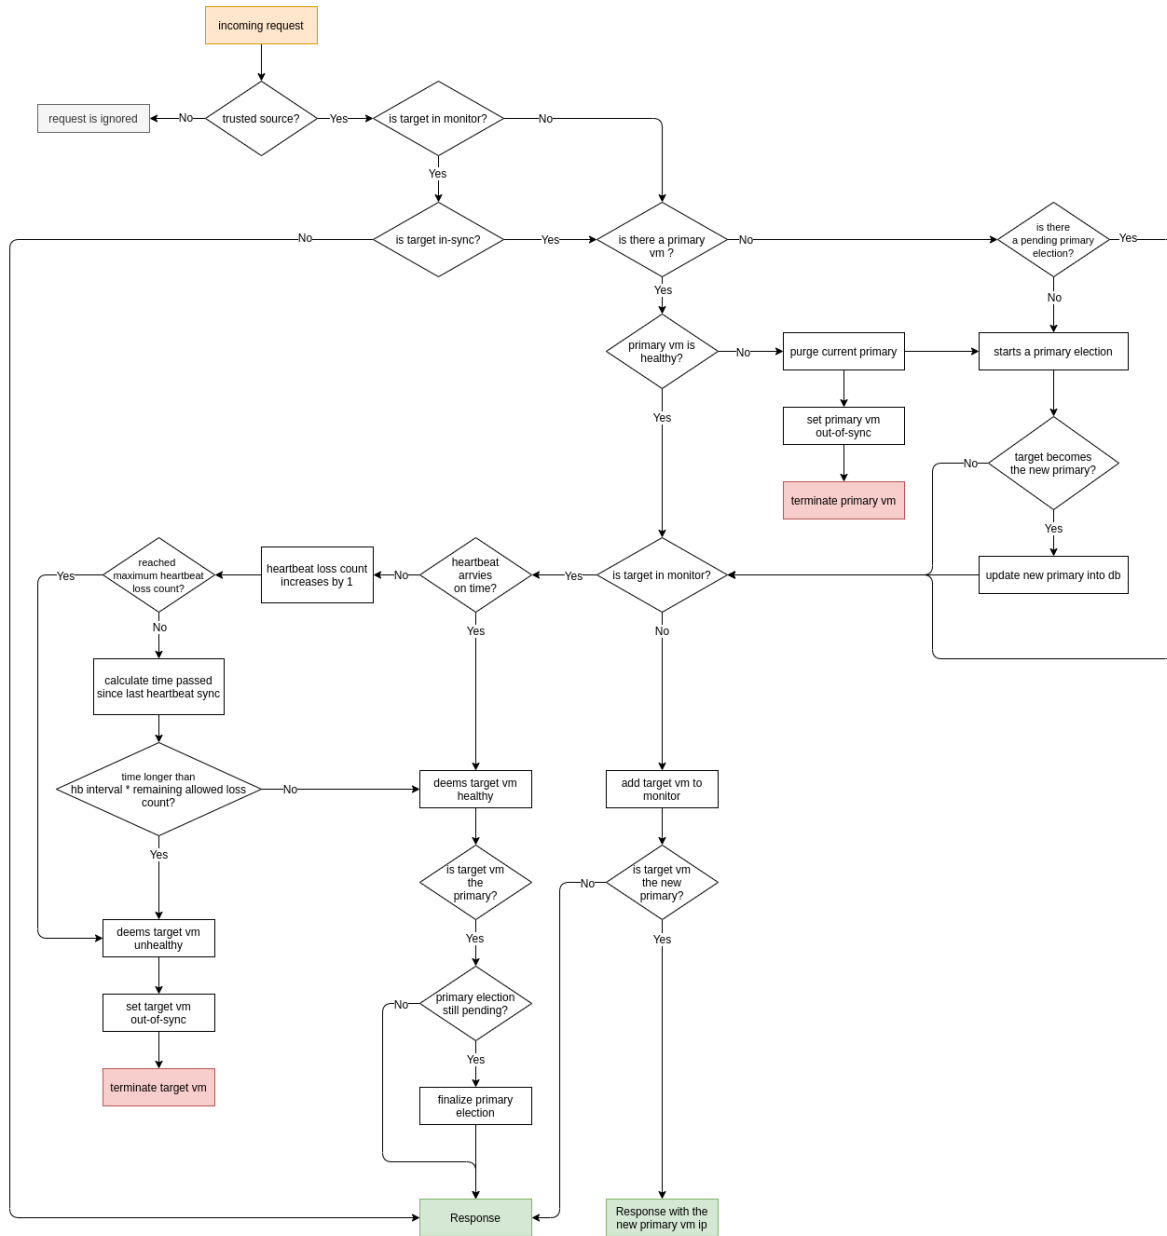 incoming request
request is ignored
No
trusted source?
Yes
is target in monitor?
No
Yes
No
is target in-sync?
Yes
is there a primary
vm ?
No
is there
a pending primary
election?
Yes
Yes
No
primary vm is
healthy?
No
purge current primary
starts a primary election
Yes
set primary vm
out-of-sync
No
target becomes
the new primary?
terminate primary vm
Yes
reached
maximum heartbeat
loss count?
Yes
heartbeat loss count
increases by 1
No
heartbeat
arrvies
on time?
Yes
is target in monitor?
update new primary into db
No
Yes
No
calculate time passed
since last heartbeat sync
time longer than
hb interval * remaining allowed loss
count?
No
deems target vm
healthy
add target vm to
monitor
Yes
is target vm
the
primary?
No
is target vm
the new
primary?
deems target vm
unhealthy
Yes
Yes
set target vm
out-of-sync
No
primary election
still pending?
Yes
terminate target vm
finalize primary
election
Response
Response with the
new primary vm ip